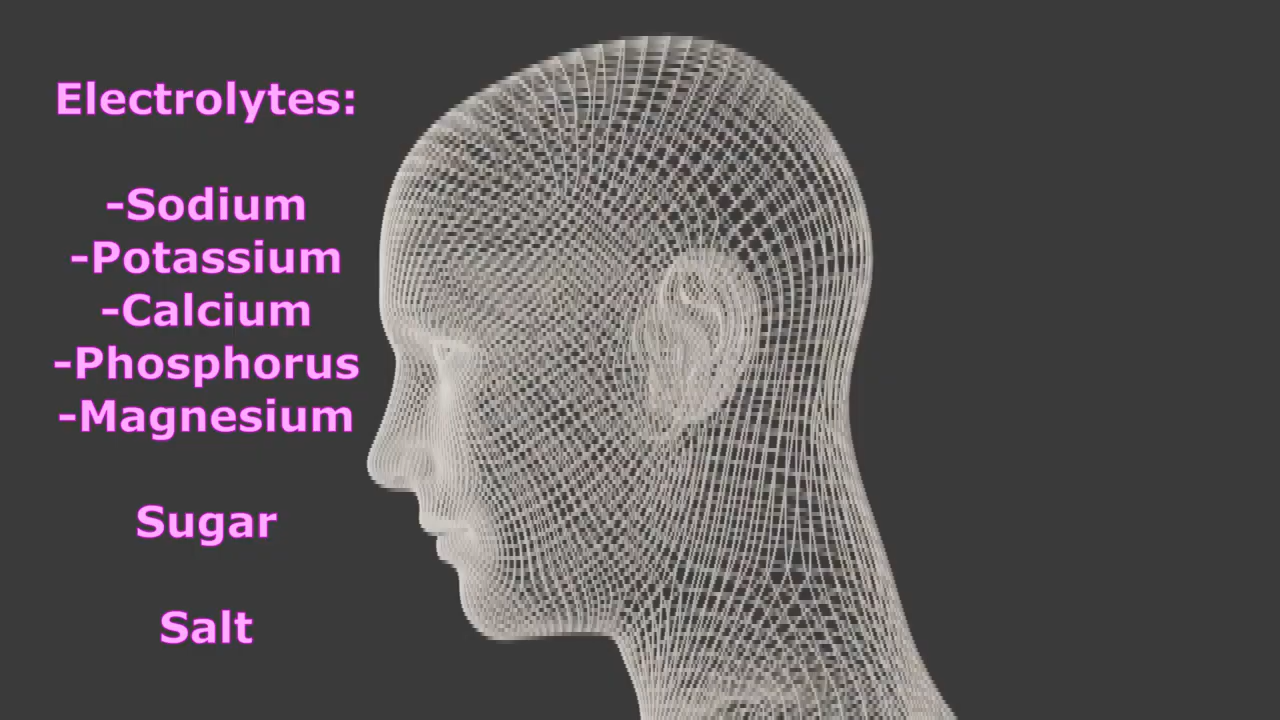 Electrolytes:
-Sodium
-Potassium
-Calcium
-Phosphorus
-Magnesium
Sugar
Salt